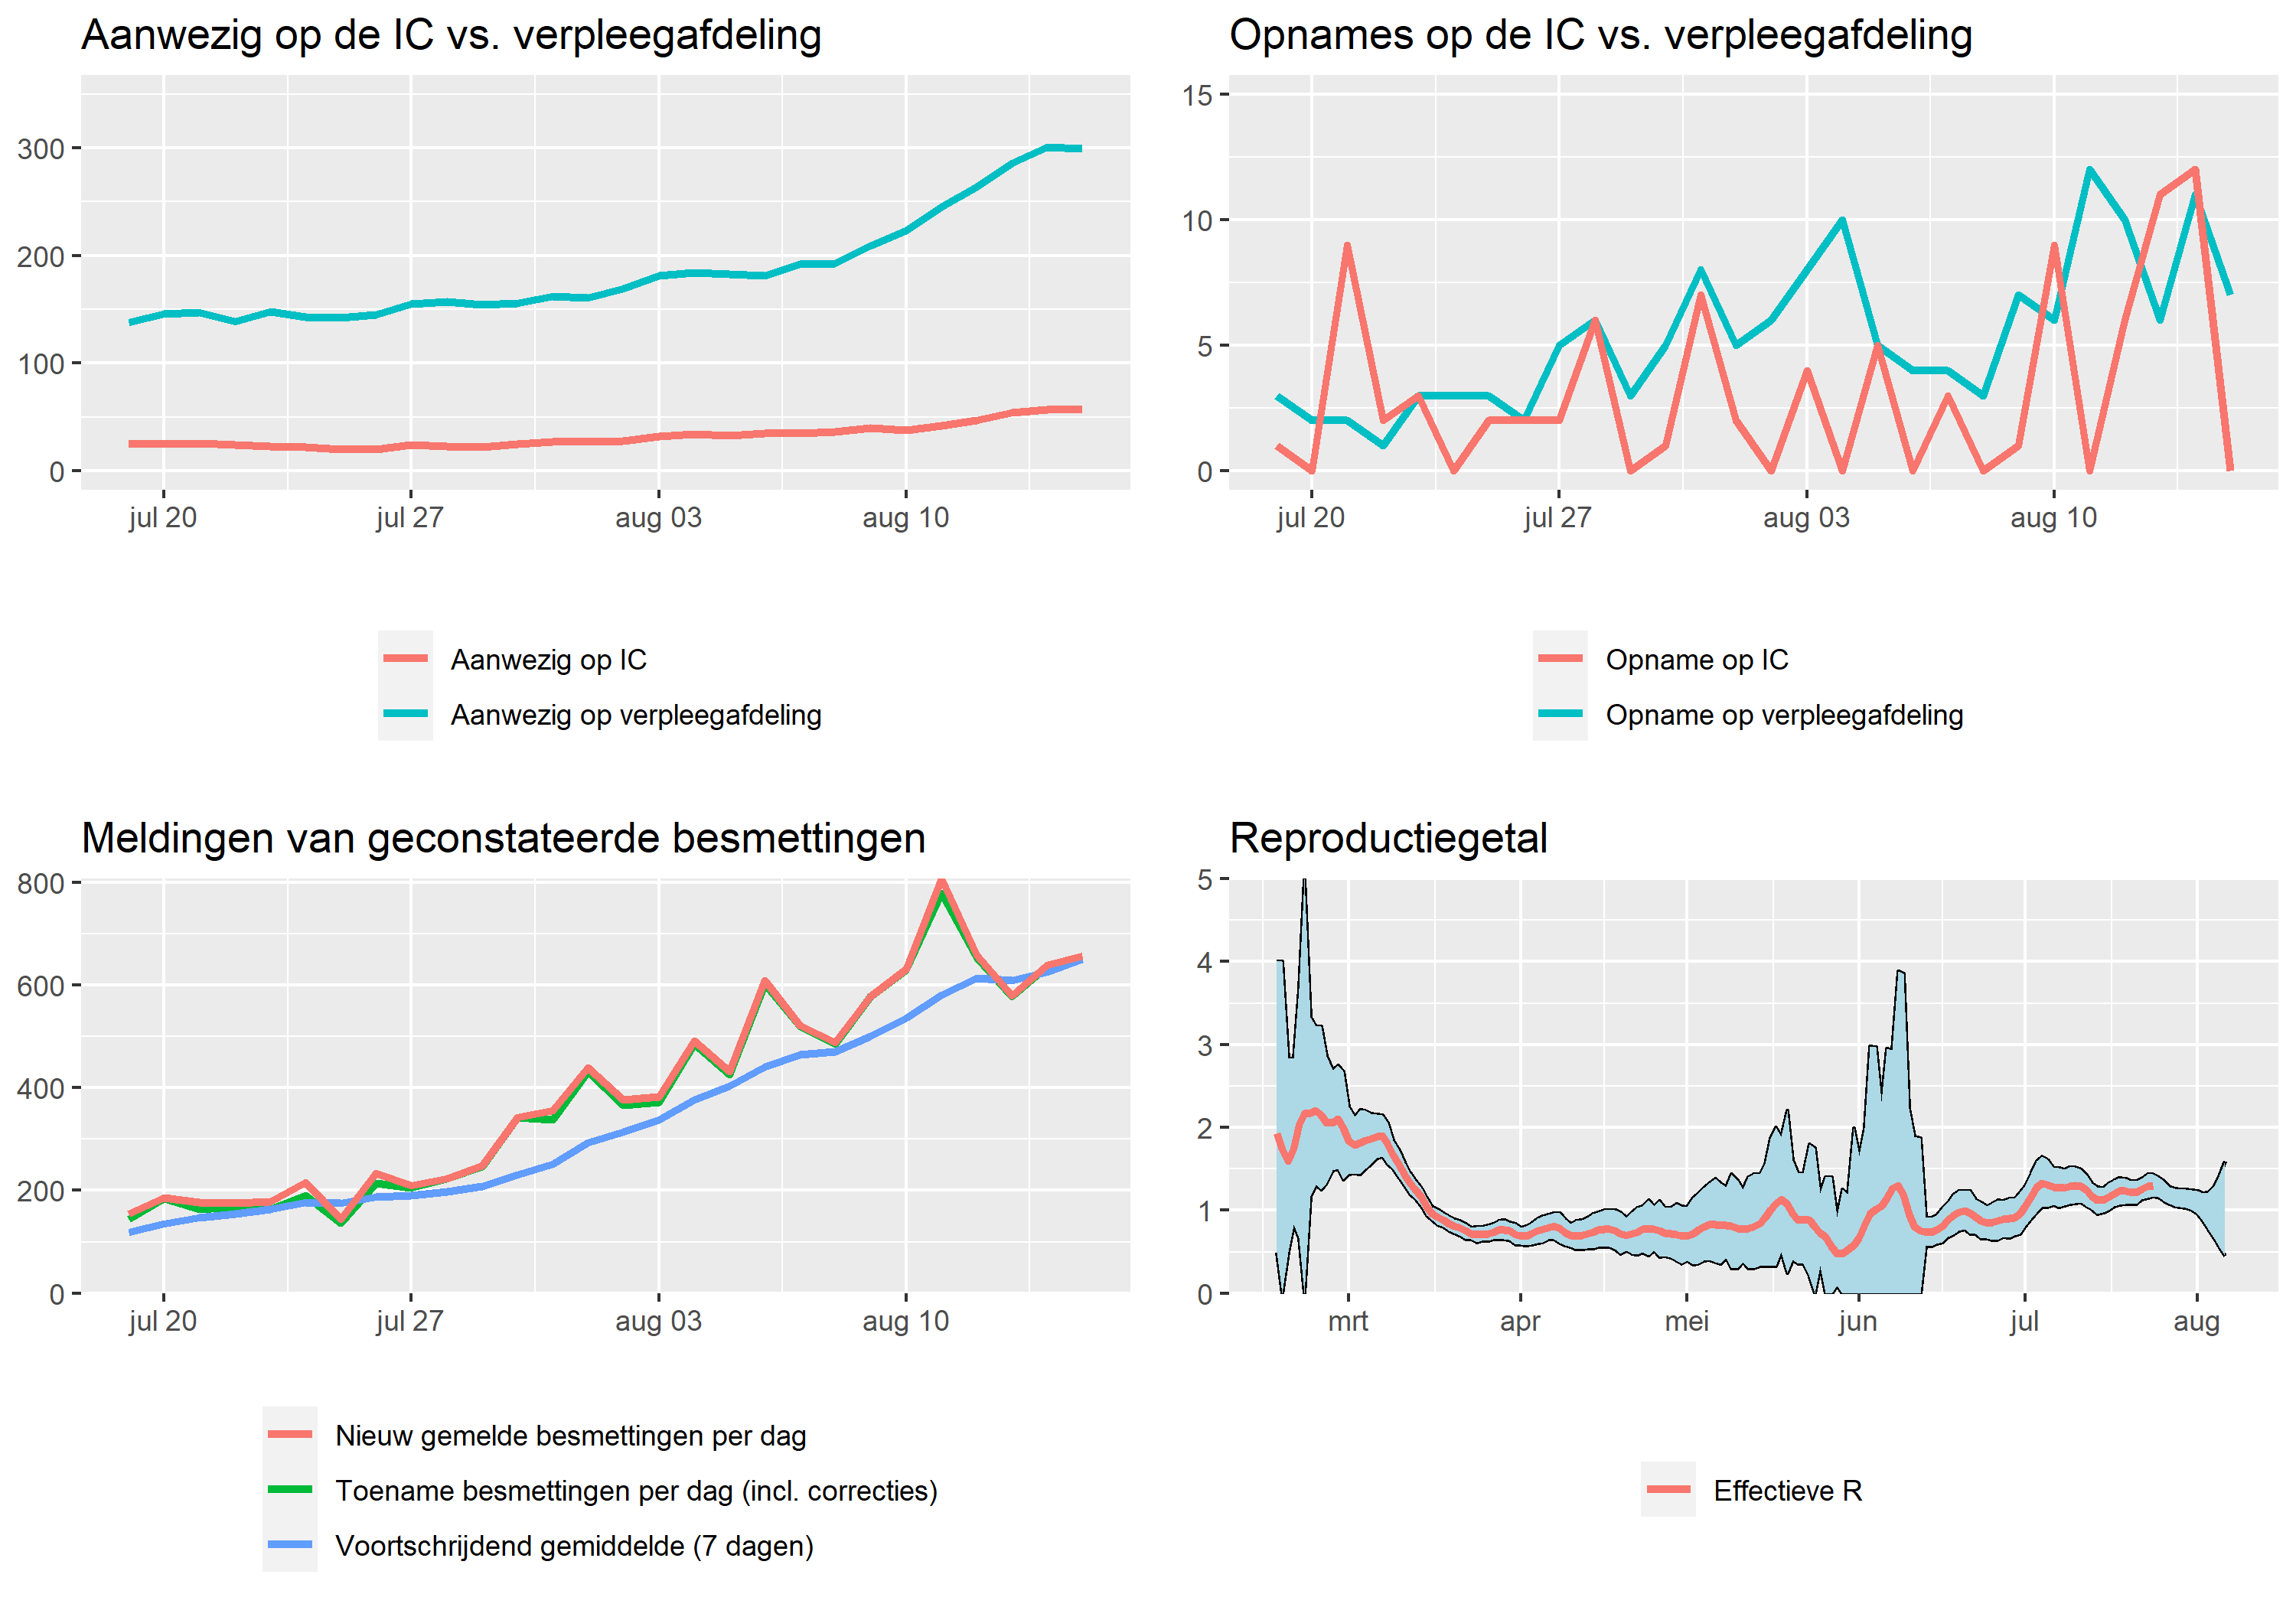 Aanwezig op de IC vs. verpleegafdeling
300
200
100
0
jul 20 jul 27 aug 03 aug 10
Aanwezig op IC
Aanwezig op verpleegafdeling
Opnames op de IC vs. verpleegafdeling
15
10
5
0
jul 20 jul 27 aug 03 aug 10
Opname op IC
Opname op verpleegafdeling
Meldingen van geconstateerde besmettingen
800
600
400
200
0
jul 20 jul 27 aug 03 aug 10
Nieuw gemelde besmettingen per dag
Toename besmettingen per dag (incl. correcties)
Voortschrijdend gemiddelde (7 dagen)
Reproductiegetal
5
4
3
2
1
0
mrt apr mei jun jul aug
Effectieve R